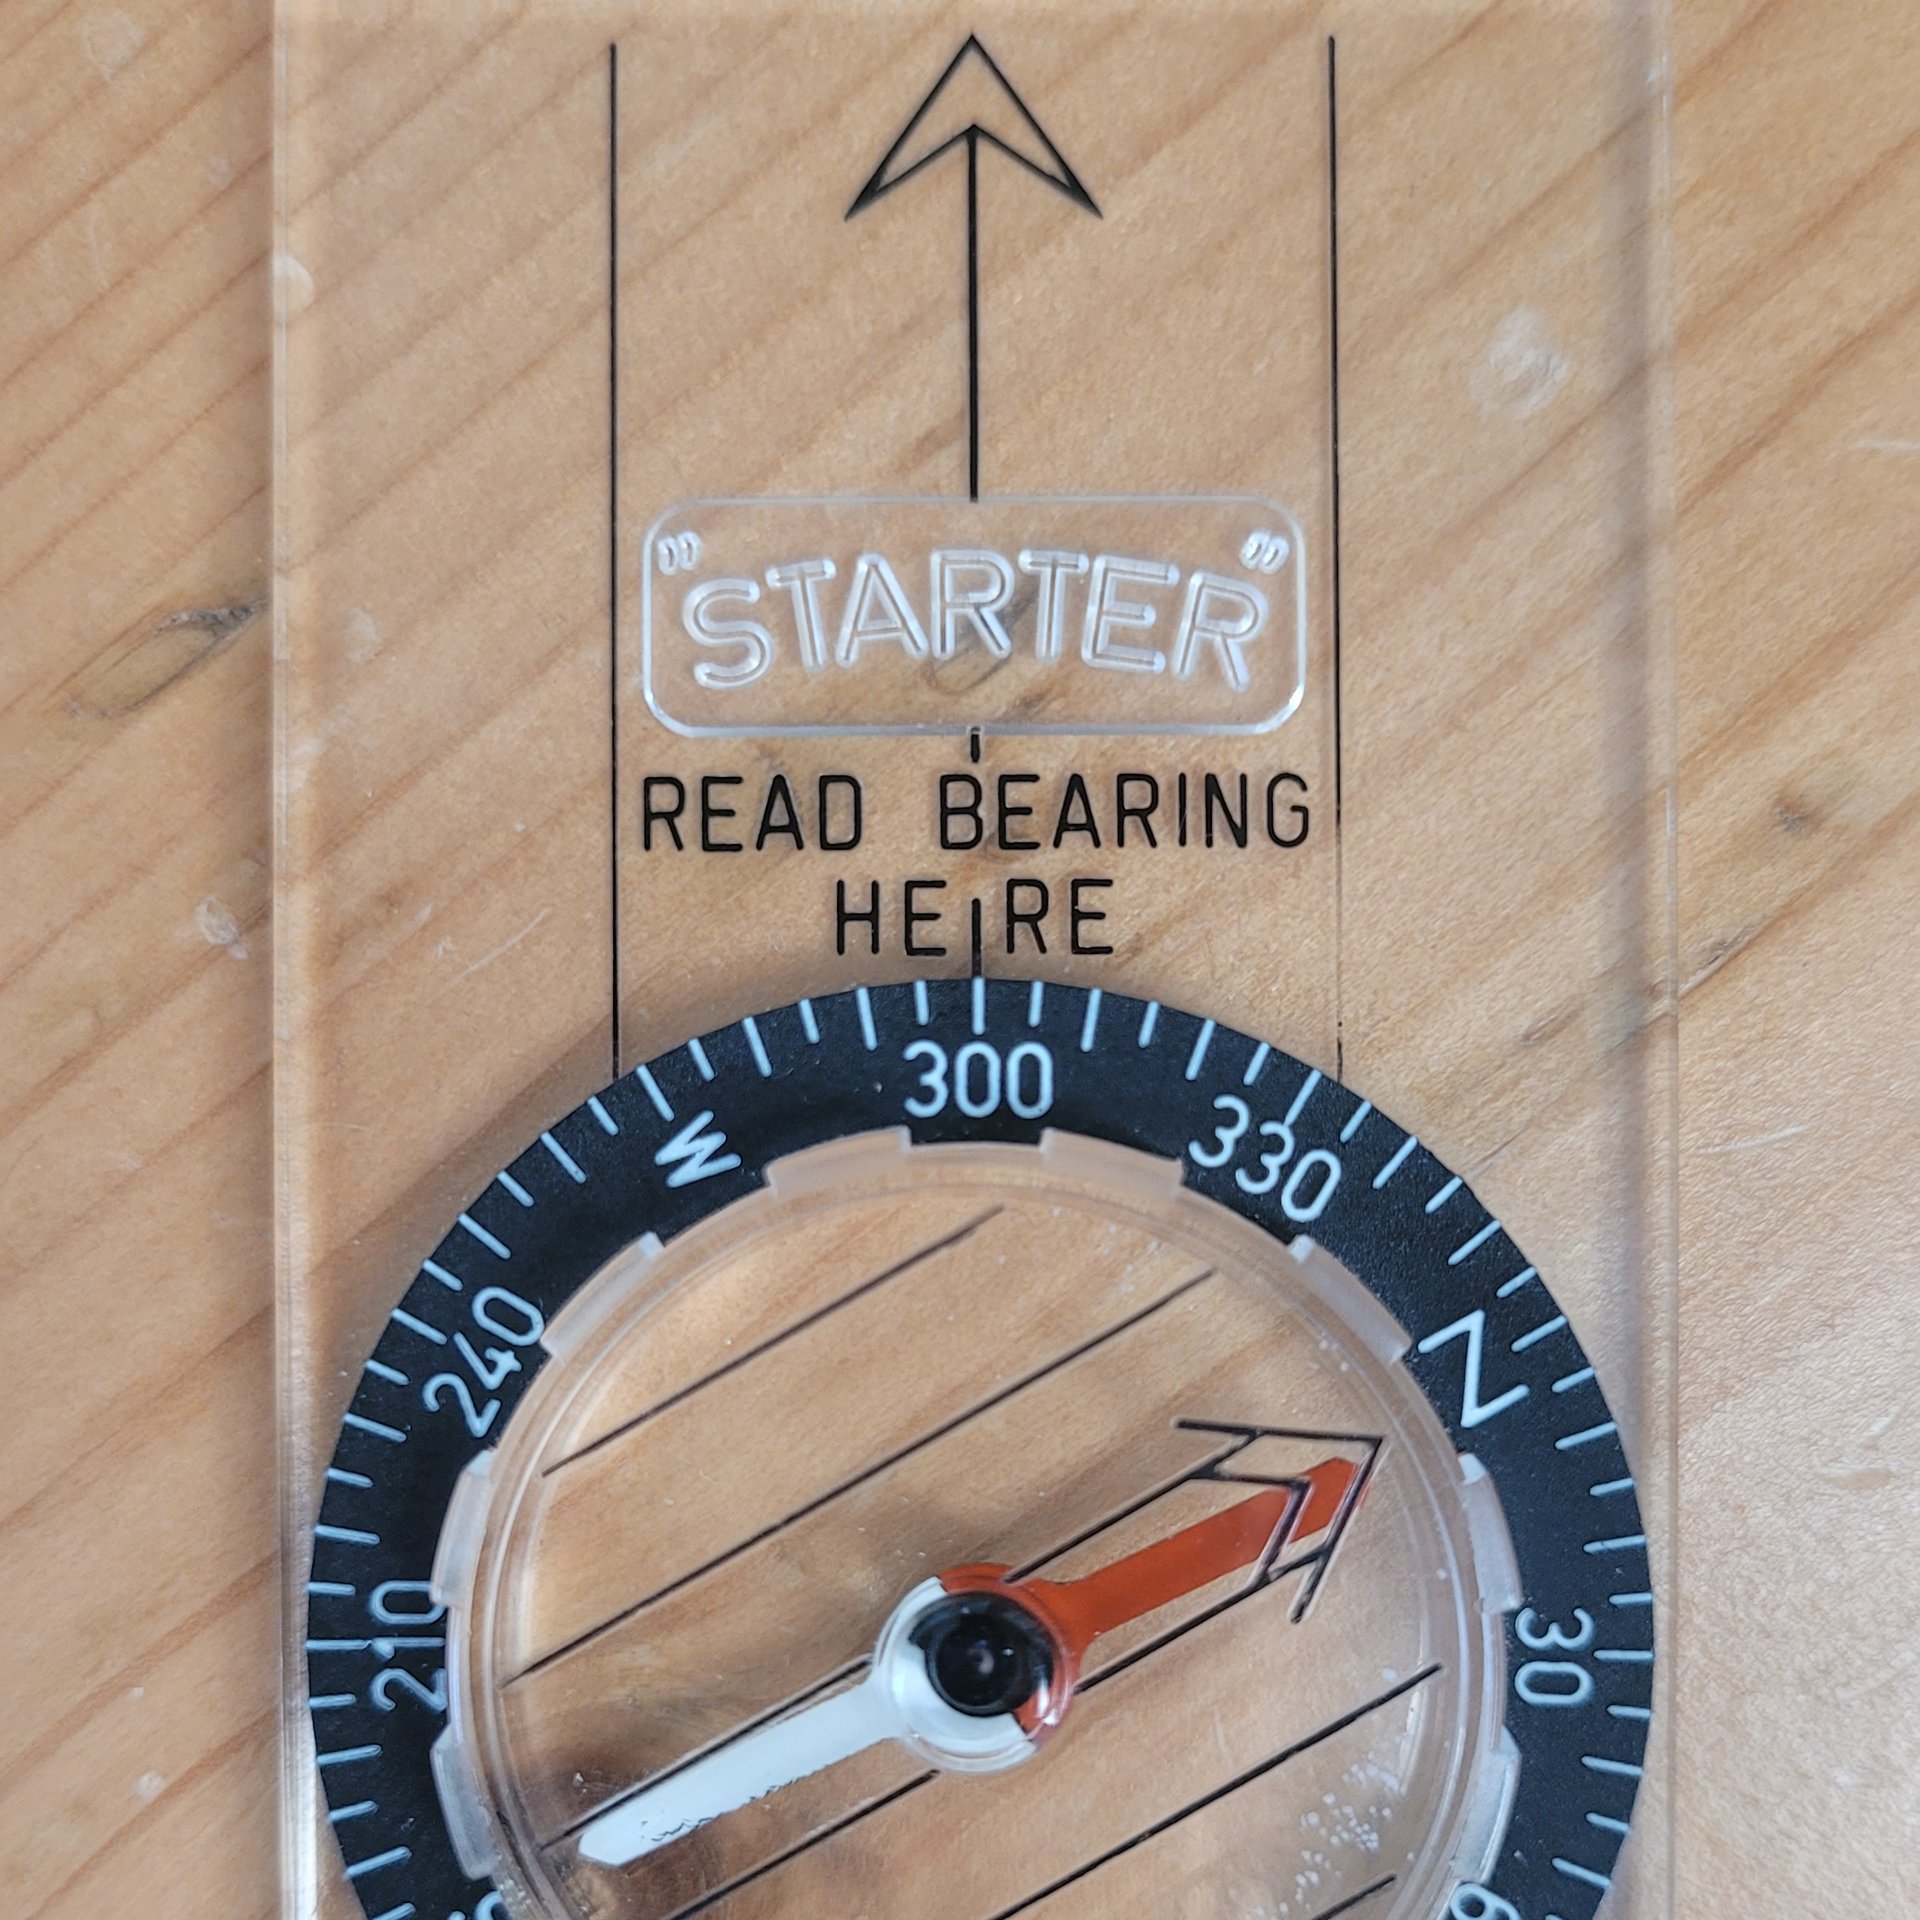 "STARTER"
READ BEARING
HERE
300
330
W
N
240
30
210